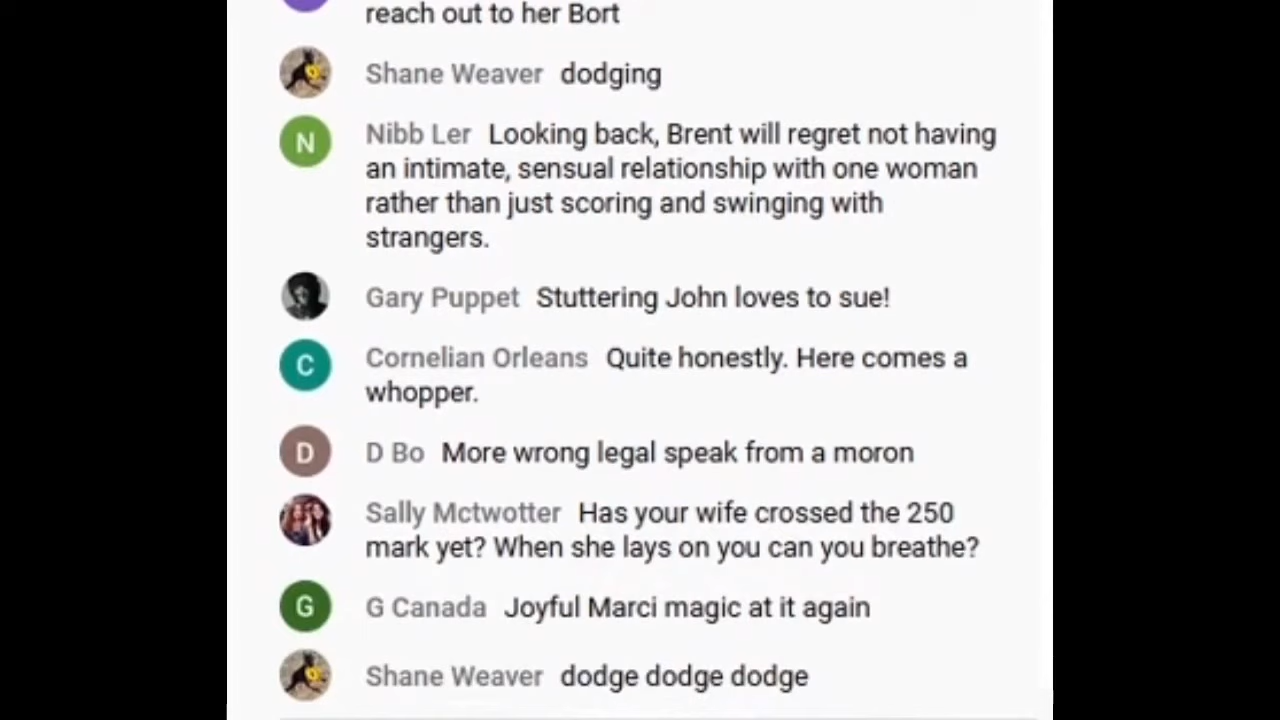 reach out to her Bort
Shane Weaver dodging
N Nibb Ler Looking back, Brent will regret not having
an intimate, sensual relationship with one woman
rather than just scoring and swinging with
strangers.
Gary Puppet Stuttering John loves to sue!
C Cornelian Orleans Quite honestly. Here comes a
whopper.
D D Bo More wrong legal speak from a moron
Sally Mctwotter Has your wife crossed the 250
mark yet? When she lays on you can you breathe?
G G Canada Joyful Marci magic at it again
Shane Weaver dodge dodge dodge